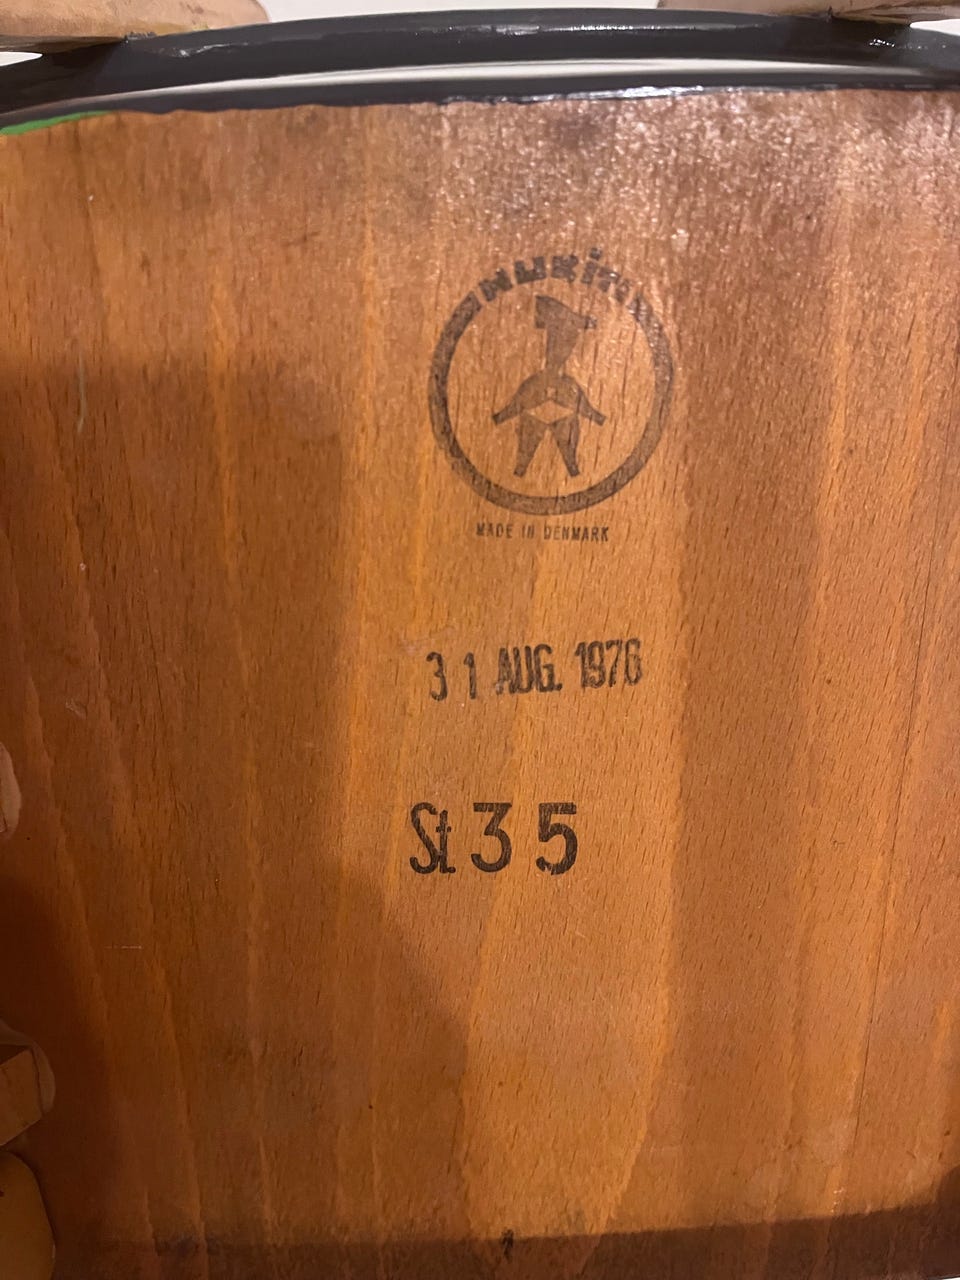 MADE IN DENMARK
31 AUG. 1976
St 35